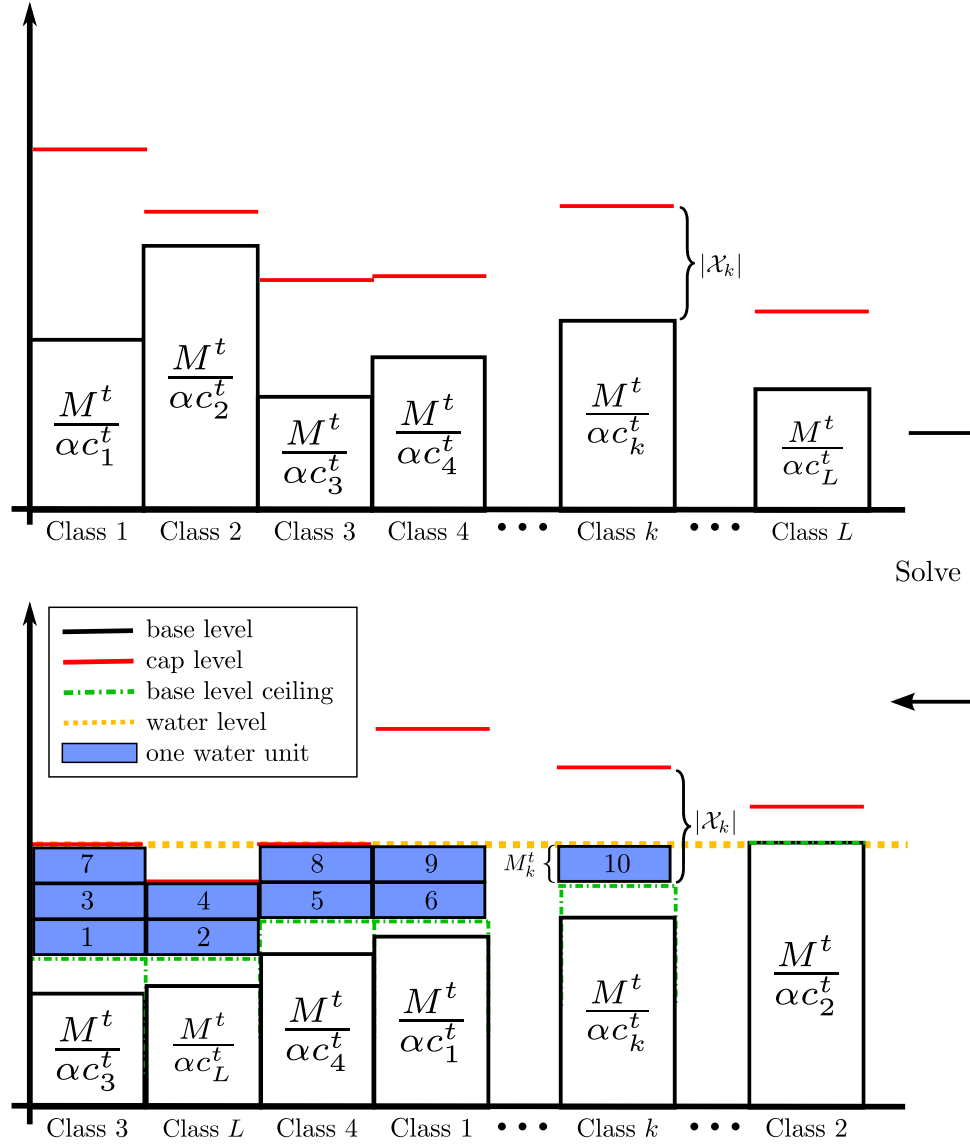 |𝒳_k|
M^t / αc_1^t
M^t / αc_2^t
M^t / αc_3^t
M^t / αc_4^t
M^t / αc_k^t
M^t / αc_L^t
Class 1 Class 2 Class 3 Class 4 ••• Class k ••• Class L
Solve
base level
cap level
base level ceiling
water level
one water unit
|𝒳_k|
7 8 9 M_k^t 10
3 4 5 6
1 2
M^t / αc_3^t
M^t / αc_L^t
M^t / αc_4^t
M^t / αc_1^t
M^t / αc_k^t
M^t / αc_2^t
Class 3 Class L Class 4 Class 1 ••• Class k ••• Class 2